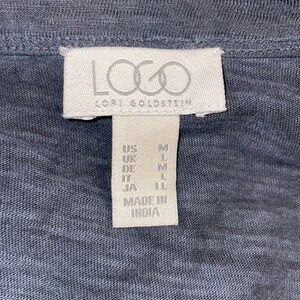 LOGO
LORI GOLDSTEIN
US M
UK L
DE M
IT L
JA LL
MADE IN
INDIA